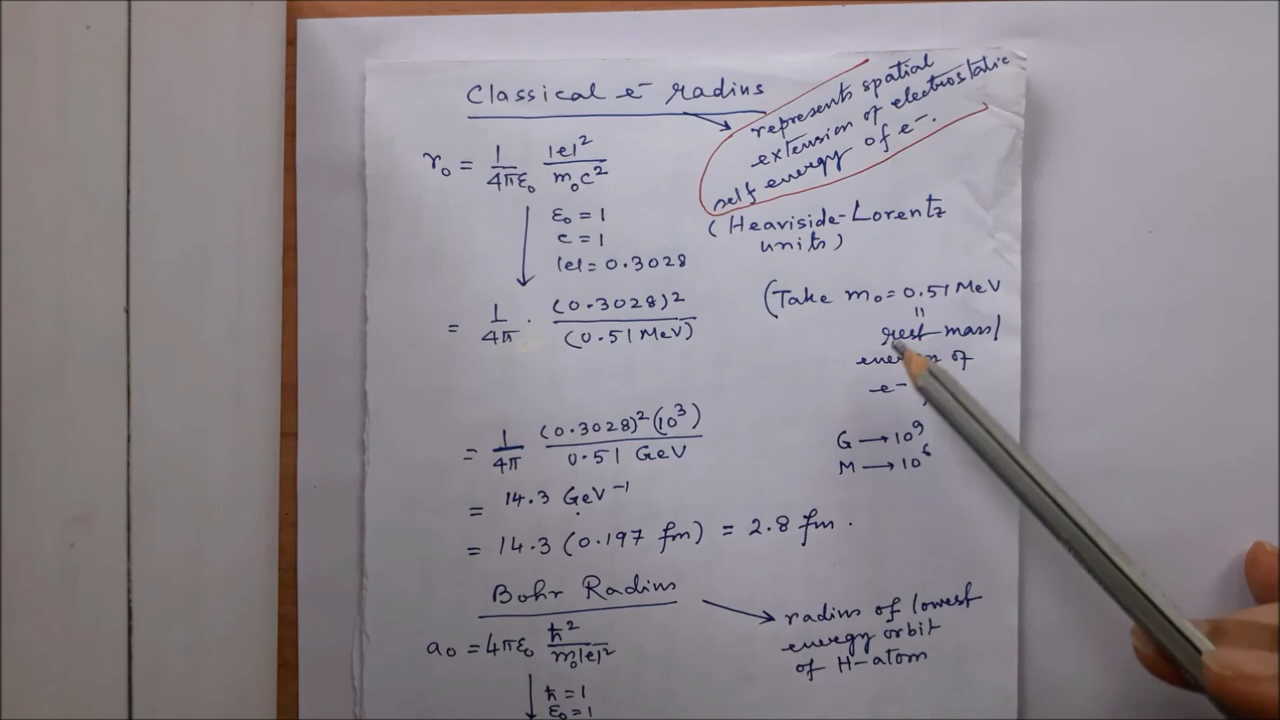 Classical e⁻ radius
represents spatial
extension of electrostatic
self energy of e⁻.
r₀ = 1/4πε₀ |e|²/m₀c²
ε₀ = 1
c = 1
|e| = 0.3028
(Heaviside-Lorentz
units)
= 1/4π · (0.3028)²/(0.51 MeV)
(Take m₀ = 0.51 MeV
=
rest mass/
of
e⁻
= 1/4π (0.3028)²(10³)/0.51 GeV
G → 10⁹
M → 10⁶
= 14.3 GeV⁻¹
= 14.3 (0.197 fm) = 2.8 fm.
Bohr Radius
radius of lowest
energy orbit
of H-atom
a₀ = 4πε₀ ħ²/m₀|e|²
ħ = 1
ε₀ = 1